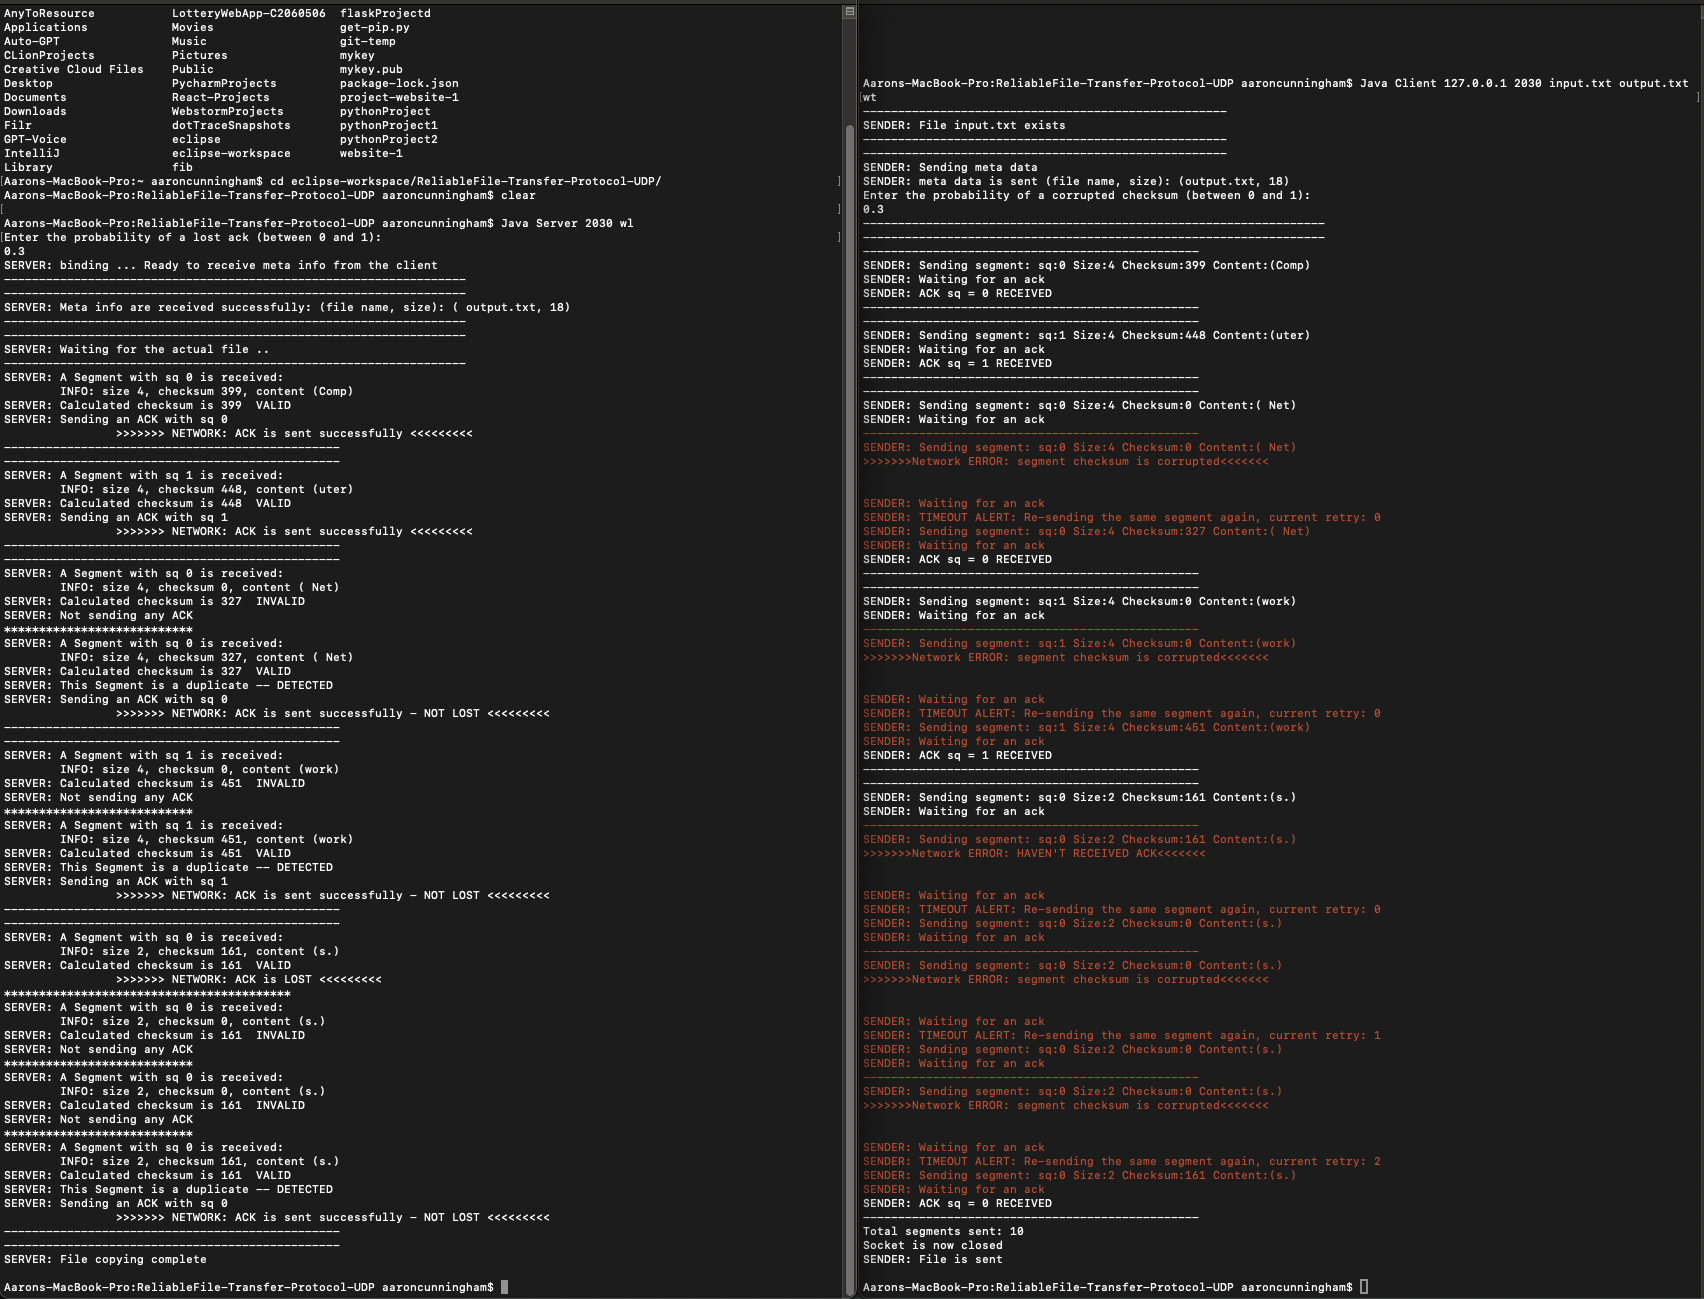 AnyToResource LotteryWebApp-C2060506 flaskProjectd
Applications Movies get-pip.py
Auto-GPT Music git-temp
CLionProjects Pictures mykey
Creative Cloud Files Public mykey.pub
Desktop PycharmProjects package-lock.json
Documents React-Projects project-website-1
Downloads WebstormProjects pythonProject
Filr dotTraceSnapshots pythonProject1
GPT-Voice eclipse pythonProject2
IntelliJ eclipse-workspace website-1
Library fib
[Aarons-MacBook-Pro:~ aaroncunningham$ cd eclipse-workspace/ReliableFile-Transfer-Protocol-UDP/ ]
Aarons-MacBook-Pro:ReliableFile-Transfer-Protocol-UDP aaroncunningham$ clear
[ ]
Aarons-MacBook-Pro:ReliableFile-Transfer-Protocol-UDP aaroncunningham$ Java Server 2030 wl
[Enter the probability of a lost ack (between 0 and 1): ]
0.3
SERVER: binding ... Ready to receive meta info from the client
------------------------------------------------------------------
------------------------------------------------------------------
SERVER: Meta info are received successfully: (file name, size): ( output.txt, 18)
------------------------------------------------------------------
------------------------------------------------------------------
SERVER: Waiting for the actual file ..
------------------------------------------------------------------
SERVER: A Segment with sq 0 is received:
INFO: size 4, checksum 399, content (Comp)
SERVER: Calculated checksum is 399 VALID
SERVER: Sending an ACK with sq 0
>>>>>>> NETWORK: ACK is sent successfully <<<<<<<<<
------------------------------------------------
------------------------------------------------
SERVER: A Segment with sq 1 is received:
INFO: size 4, checksum 448, content (uter)
SERVER: Calculated checksum is 448 VALID
SERVER: Sending an ACK with sq 1
>>>>>>> NETWORK: ACK is sent successfully <<<<<<<<<
------------------------------------------------
------------------------------------------------
SERVER: A Segment with sq 0 is received:
INFO: size 4, checksum 0, content ( Net)
SERVER: Calculated checksum is 327 INVALID
SERVER: Not sending any ACK
***************************
SERVER: A Segment with sq 0 is received:
INFO: size 4, checksum 327, content ( Net)
SERVER: Calculated checksum is 327 VALID
SERVER: This Segment is a duplicate -- DETECTED
SERVER: Sending an ACK with sq 0
>>>>>>> NETWORK: ACK is sent successfully - NOT LOST <<<<<<<<<
------------------------------------------------
------------------------------------------------
SERVER: A Segment with sq 1 is received:
INFO: size 4, checksum 0, content (work)
SERVER: Calculated checksum is 451 INVALID
SERVER: Not sending any ACK
***************************
SERVER: A Segment with sq 1 is received:
INFO: size 4, checksum 451, content (work)
SERVER: Calculated checksum is 451 VALID
SERVER: This Segment is a duplicate -- DETECTED
SERVER: Sending an ACK with sq 1
>>>>>>> NETWORK: ACK is sent successfully - NOT LOST <<<<<<<<<
------------------------------------------------
------------------------------------------------
SERVER: A Segment with sq 0 is received:
INFO: size 2, checksum 161, content (s.)
SERVER: Calculated checksum is 161 VALID
>>>>>>> NETWORK: ACK is LOST <<<<<<<<<
*****************************************
SERVER: A Segment with sq 0 is received:
INFO: size 2, checksum 0, content (s.)
SERVER: Calculated checksum is 161 INVALID
SERVER: Not sending any ACK
***************************
SERVER: A Segment with sq 0 is received:
INFO: size 2, checksum 0, content (s.)
SERVER: Calculated checksum is 161 INVALID
SERVER: Not sending any ACK
***************************
SERVER: A Segment with sq 0 is received:
INFO: size 2, checksum 161, content (s.)
SERVER: Calculated checksum is 161 VALID
SERVER: This Segment is a duplicate -- DETECTED
SERVER: Sending an ACK with sq 0
>>>>>>> NETWORK: ACK is sent successfully - NOT LOST <<<<<<<<<
------------------------------------------------
------------------------------------------------
SERVER: File copying complete
Aarons-MacBook-Pro:ReliableFile-Transfer-Protocol-UDP aaroncunningham$
Aarons-MacBook-Pro:ReliableFile-Transfer-Protocol-UDP aaroncunningham$ Java Client 127.0.0.1 2030 input.txt output.txt
[wt ]
----------------------------------------------------
SENDER: File input.txt exists
----------------------------------------------------
----------------------------------------------------
SENDER: Sending meta data
SENDER: meta data is sent (file name, size): (output.txt, 18)
Enter the probability of a corrupted checksum (between 0 and 1):
0.3
------------------------------------------------------------------
------------------------------------------------------------------
------------------------------------------------
SENDER: Sending segment: sq:0 Size:4 Checksum:399 Content:(Comp)
SENDER: Waiting for an ack
SENDER: ACK sq = 0 RECEIVED
------------------------------------------------
------------------------------------------------
SENDER: Sending segment: sq:1 Size:4 Checksum:448 Content:(uter)
SENDER: Waiting for an ack
SENDER: ACK sq = 1 RECEIVED
------------------------------------------------
------------------------------------------------
SENDER: Sending segment: sq:0 Size:4 Checksum:0 Content:( Net)
SENDER: Waiting for an ack
------------------------------------------------
SENDER: Sending segment: sq:0 Size:4 Checksum:0 Content:( Net)
>>>>>>>Network ERROR: segment checksum is corrupted<<<<<<<
SENDER: Waiting for an ack
SENDER: TIMEOUT ALERT: Re-sending the same segment again, current retry: 0
SENDER: Sending segment: sq:0 Size:4 Checksum:327 Content:( Net)
SENDER: Waiting for an ack
SENDER: ACK sq = 0 RECEIVED
------------------------------------------------
------------------------------------------------
SENDER: Sending segment: sq:1 Size:4 Checksum:0 Content:(work)
SENDER: Waiting for an ack
------------------------------------------------
SENDER: Sending segment: sq:1 Size:4 Checksum:0 Content:(work)
>>>>>>>Network ERROR: segment checksum is corrupted<<<<<<<
SENDER: Waiting for an ack
SENDER: TIMEOUT ALERT: Re-sending the same segment again, current retry: 0
SENDER: Sending segment: sq:1 Size:4 Checksum:451 Content:(work)
SENDER: Waiting for an ack
SENDER: ACK sq = 1 RECEIVED
------------------------------------------------
------------------------------------------------
SENDER: Sending segment: sq:0 Size:2 Checksum:161 Content:(s.)
SENDER: Waiting for an ack
------------------------------------------------
SENDER: Sending segment: sq:0 Size:2 Checksum:161 Content:(s.)
>>>>>>>Network ERROR: HAVEN'T RECEIVED ACK<<<<<<<
SENDER: Waiting for an ack
SENDER: TIMEOUT ALERT: Re-sending the same segment again, current retry: 0
SENDER: Sending segment: sq:0 Size:2 Checksum:0 Content:(s.)
SENDER: Waiting for an ack
------------------------------------------------
SENDER: Sending segment: sq:0 Size:2 Checksum:0 Content:(s.)
>>>>>>>Network ERROR: segment checksum is corrupted<<<<<<<
SENDER: Waiting for an ack
SENDER: TIMEOUT ALERT: Re-sending the same segment again, current retry: 1
SENDER: Sending segment: sq:0 Size:2 Checksum:0 Content:(s.)
SENDER: Waiting for an ack
------------------------------------------------
SENDER: Sending segment: sq:0 Size:2 Checksum:0 Content:(s.)
>>>>>>>Network ERROR: segment checksum is corrupted<<<<<<<
SENDER: Waiting for an ack
SENDER: TIMEOUT ALERT: Re-sending the same segment again, current retry: 2
SENDER: Sending segment: sq:0 Size:2 Checksum:161 Content:(s.)
SENDER: Waiting for an ack
SENDER: ACK sq = 0 RECEIVED
------------------------------------------------
Total segments sent: 10
Socket is now closed
SENDER: File is sent
Aarons-MacBook-Pro:ReliableFile-Transfer-Protocol-UDP aaroncunningham$